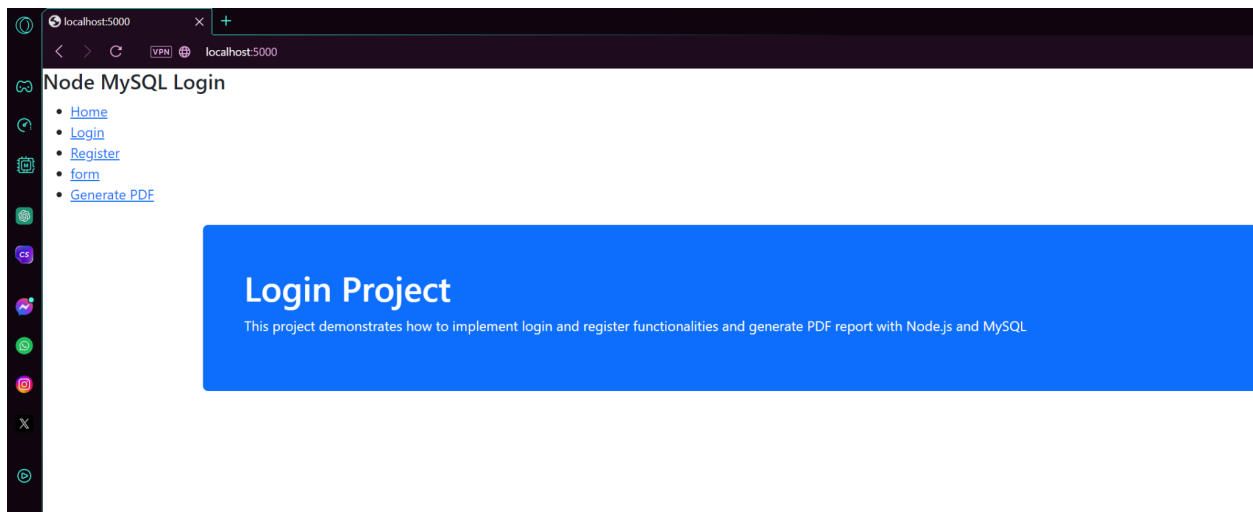 localhost:5000
VPN localhost:5000
Node MySQL Login
Home
Login
Register
form
Generate PDF
CS
Login Project
This project demonstrates how to implement login and register functionalities and generate PDF report with Node.js and MySQL